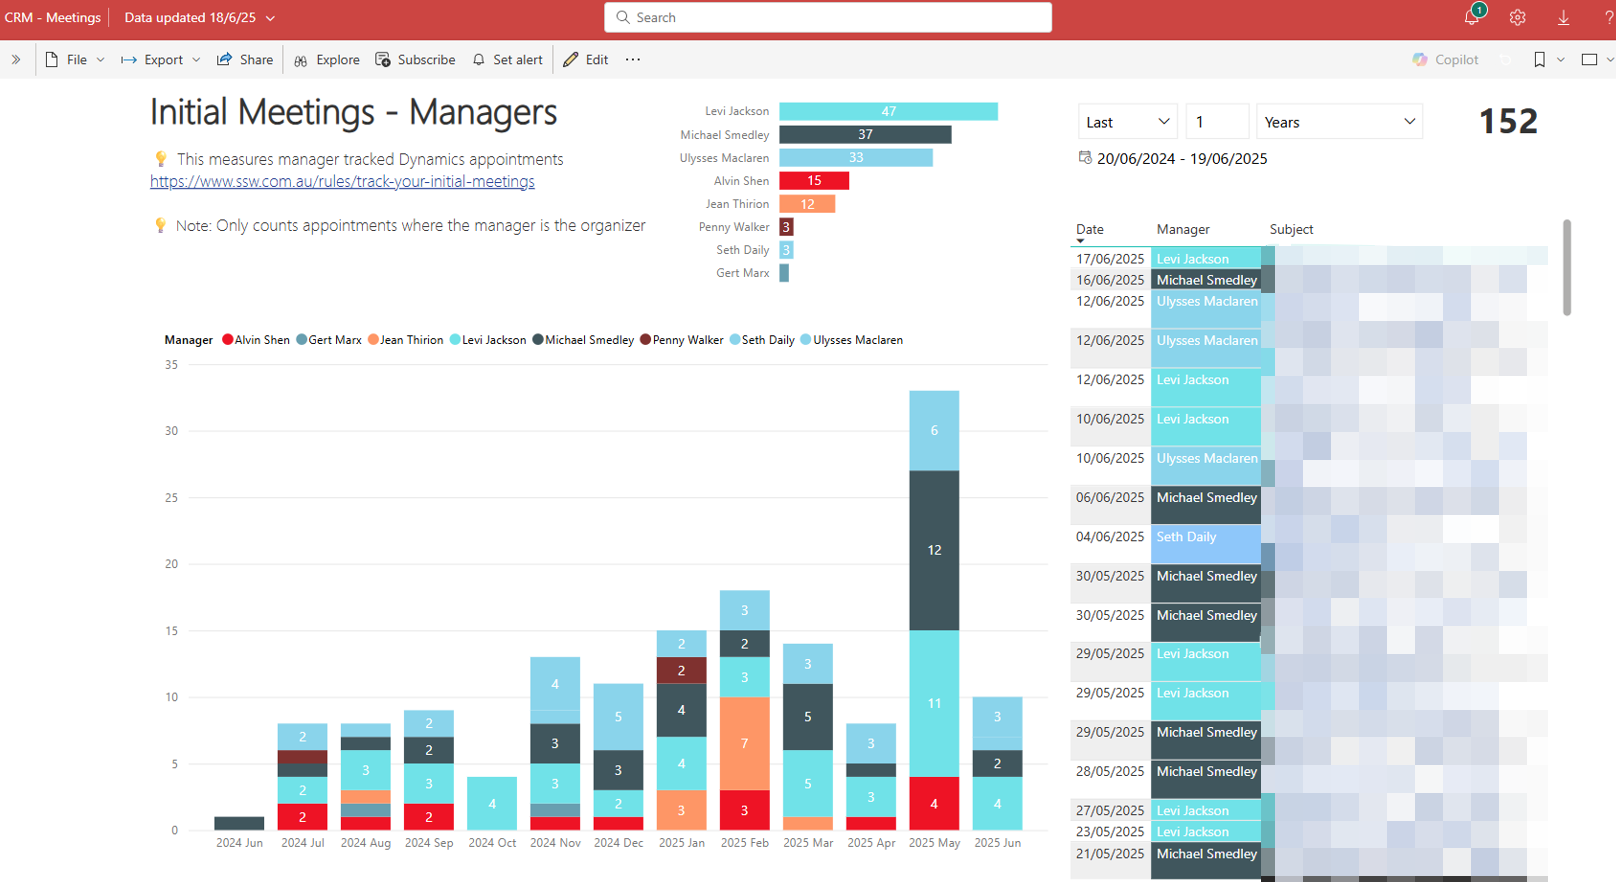 CRM - Meetings Data updated 18/6/25
Search
1
?
File Export Share Explore Subscribe Set alert Edit ...
Copilot
Initial Meetings - Managers
This measures manager tracked Dynamics appointments
https://www.ssw.com.au/rules/track-your-initial-meetings
Note: Only counts appointments where the manager is the organizer
Levi Jackson 47
Michael Smedley 37
Ulysses Maclaren 33
Alvin Shen 15
Jean Thirion 12
Penny Walker 3
Seth Daily 3
Gert Marx
Last 1 Years
152
20/06/2024 - 19/06/2025
Manager Alvin Shen Gert Marx Jean Thirion Levi Jackson Michael Smedley Penny Walker Seth Daily Ulysses Maclaren
35
30
25
20
15
10
5
0
2 2 2
3
2 3 2 2
4
3 3 4
2 3 5
3 4 4 2 2
3 7 3 2 3
5 5 3
3 3
4 11 12 6
4 2 3
2024 Jun 2024 Jul 2024 Aug 2024 Sep 2024 Oct 2024 Nov 2024 Dec 2025 Jan 2025 Feb 2025 Mar 2025 Apr 2025 May 2025 Jun
Date Manager Subject
17/06/2025 Levi Jackson
16/06/2025 Michael Smedley
12/06/2025 Ulysses Maclaren
12/06/2025 Ulysses Maclaren
12/06/2025 Levi Jackson
10/06/2025 Levi Jackson
10/06/2025 Ulysses Maclaren
06/06/2025 Michael Smedley
04/06/2025 Seth Daily
30/05/2025 Michael Smedley
30/05/2025 Michael Smedley
29/05/2025 Levi Jackson
29/05/2025 Levi Jackson
29/05/2025 Michael Smedley
28/05/2025 Michael Smedley
27/05/2025 Levi Jackson
23/05/2025 Levi Jackson
21/05/2025 Michael Smedley